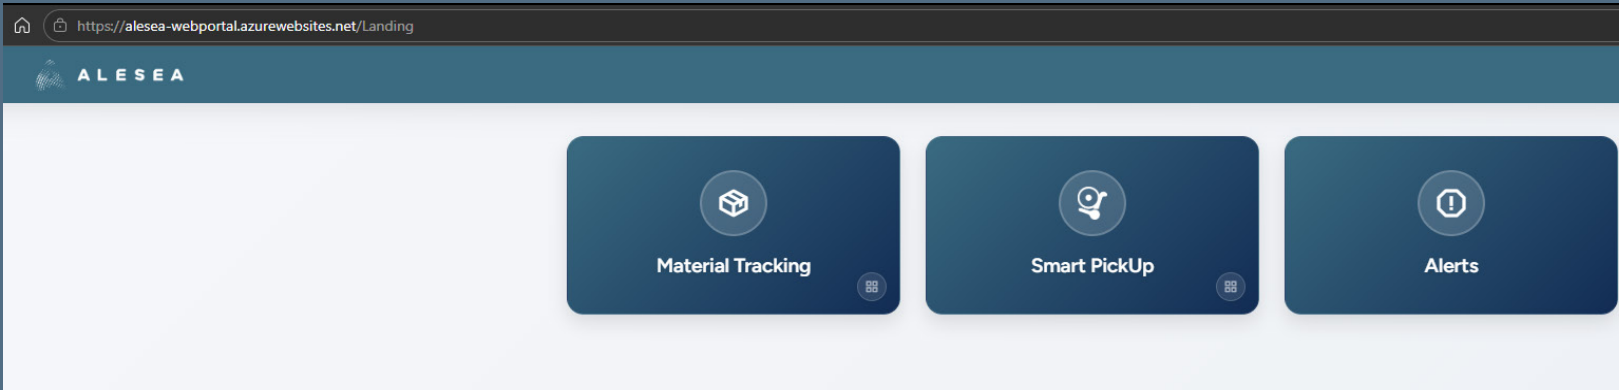 https://alesea-webportal.azurewebsites.net/Landing
ALESEA
Material Tracking
Smart PickUp
Alerts